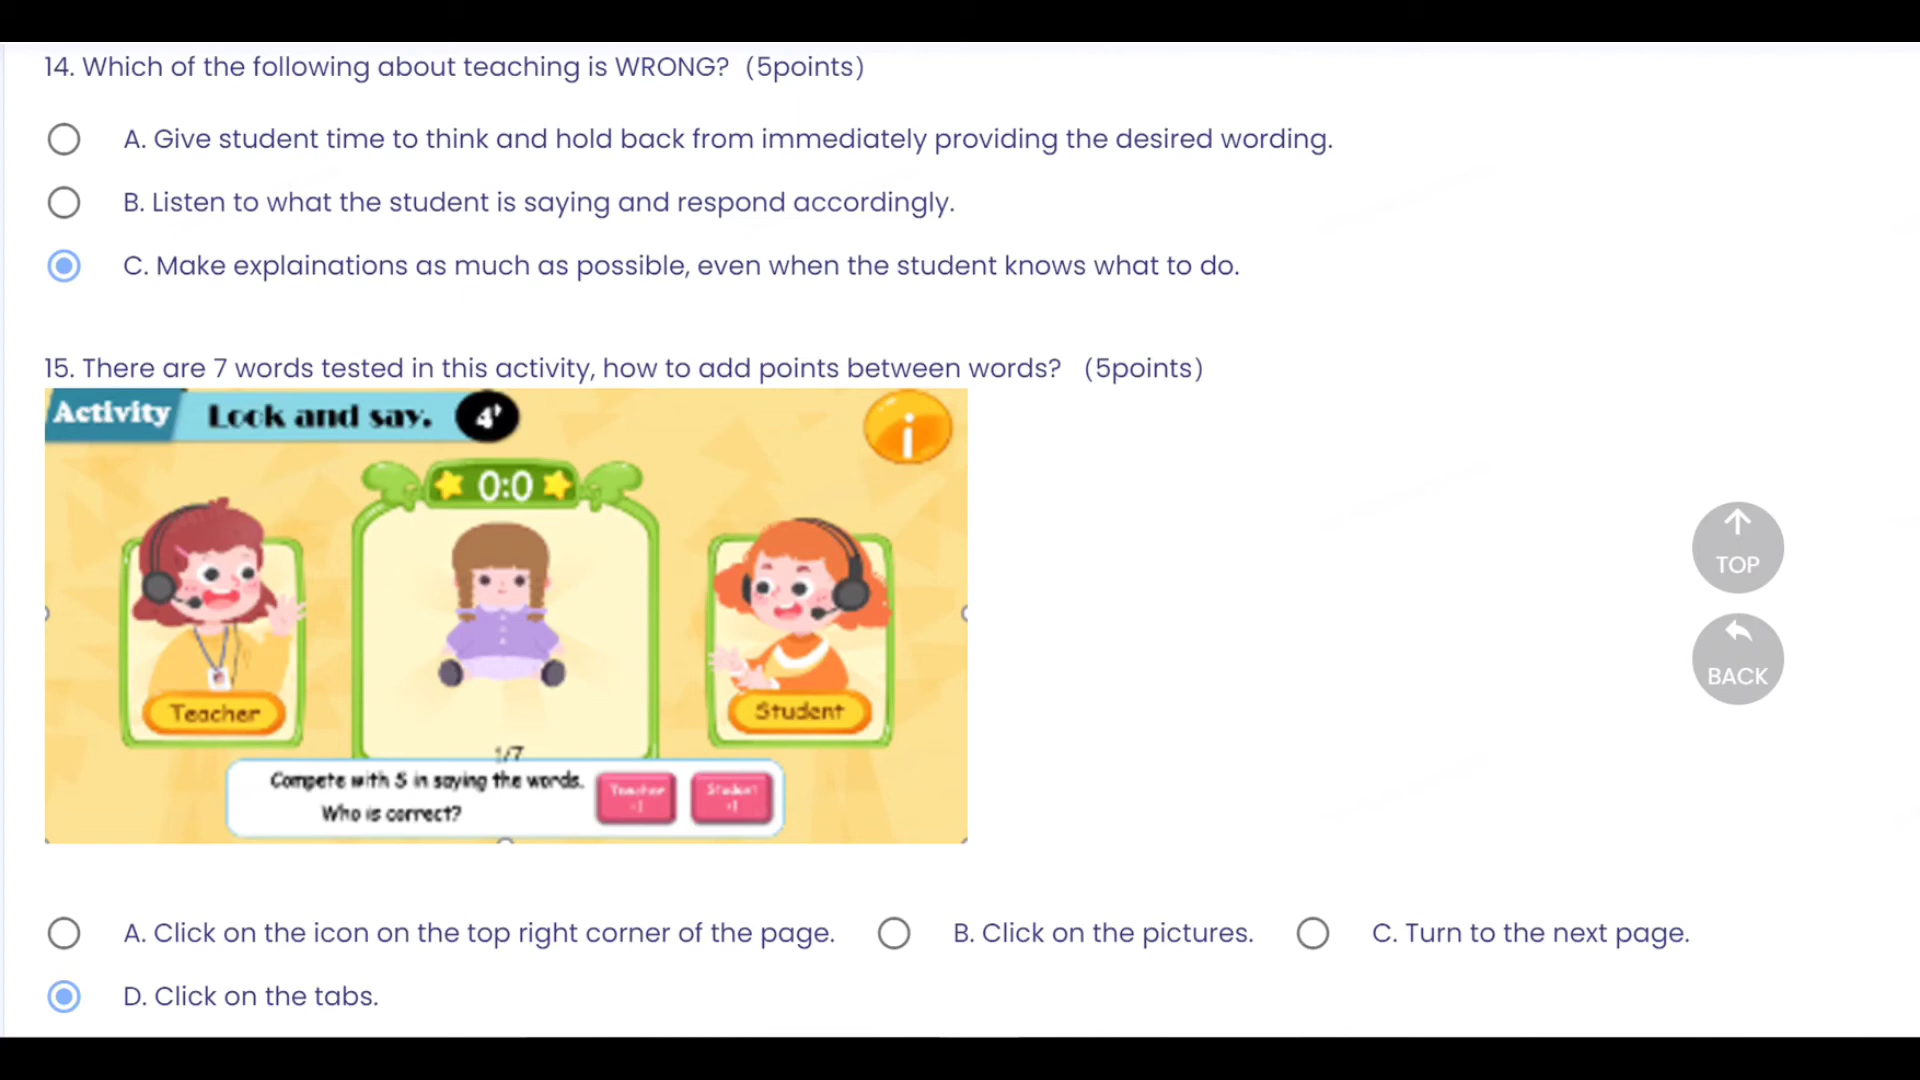 14. Which of the following about teaching is WRONG? (5points)
A. Give student time to think and hold back from immediately providing the desired wording.
B. Listen to what the student is saying and respond accordingly.
C. Make explainations as much as possible, even when the student knows what to do.
15. There are 7 words tested in this activity, how to add points between words? (5points)
Activity Look and say. 4'
i
0:0
Teacher
Student
1/7
Compete with S in saying the words.
Who is correct?
Teacher
+1
Student
+1
TOP
BACK
A. Click on the icon on the top right corner of the page.
B. Click on the pictures.
C. Turn to the next page.
D. Click on the tabs.